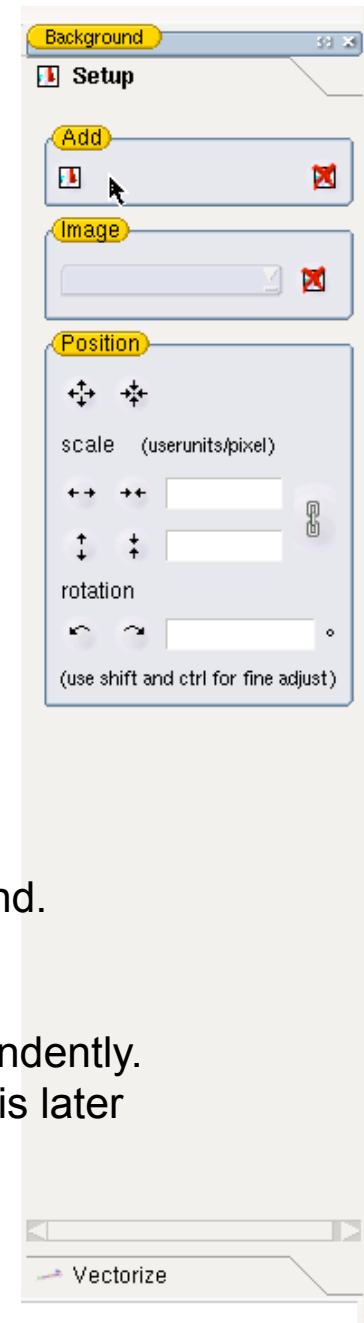 Background
Setup
Add
Image
Position
scale (userunits/pixel)
rotation
°
(use shift and ctrl for fine adjust)
nd.
ndently.
is later
Vectorize